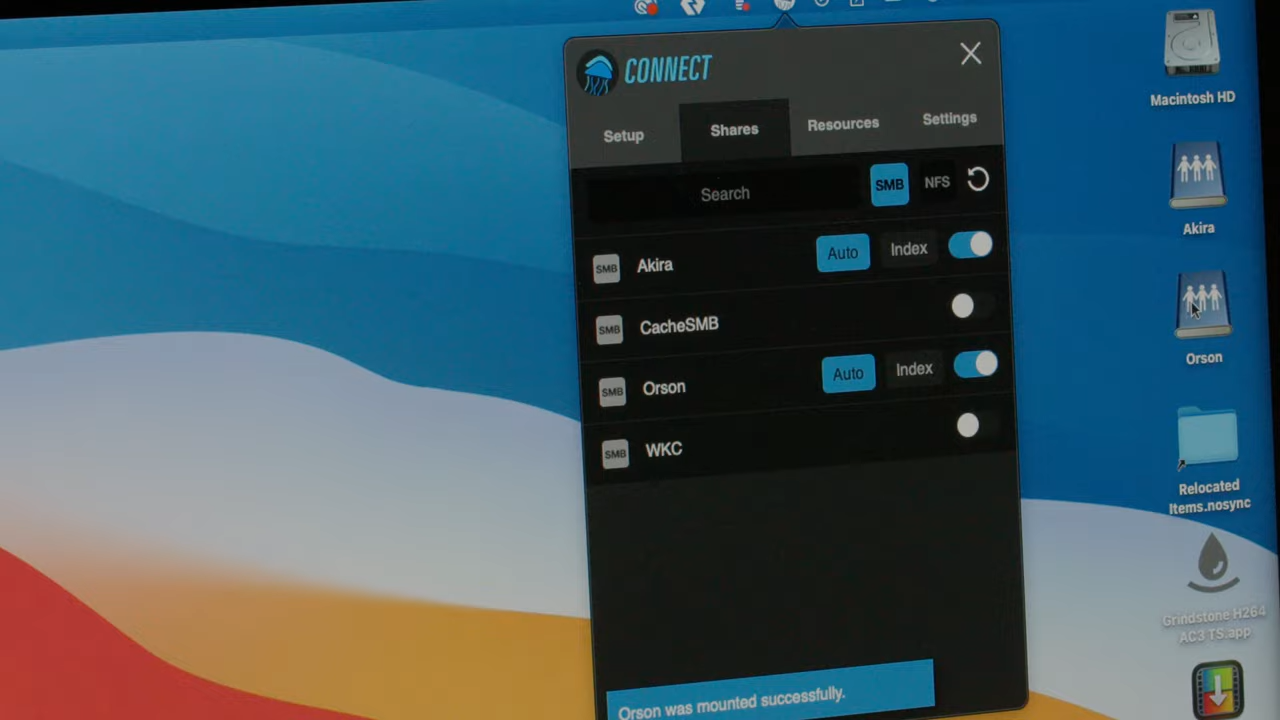 CONNECT
Setup
Shares
Resources
Settings
Search
SMB
NFS
SMB
Akira
Auto
Index
SMB
CacheSMB
SMB
Orson
Auto
Index
SMB
WKC
Orson was mounted successfully.
Macintosh HD
Akira
Orson
Relocated
Items.nosync
Grindstone H264
AC3 TS.app